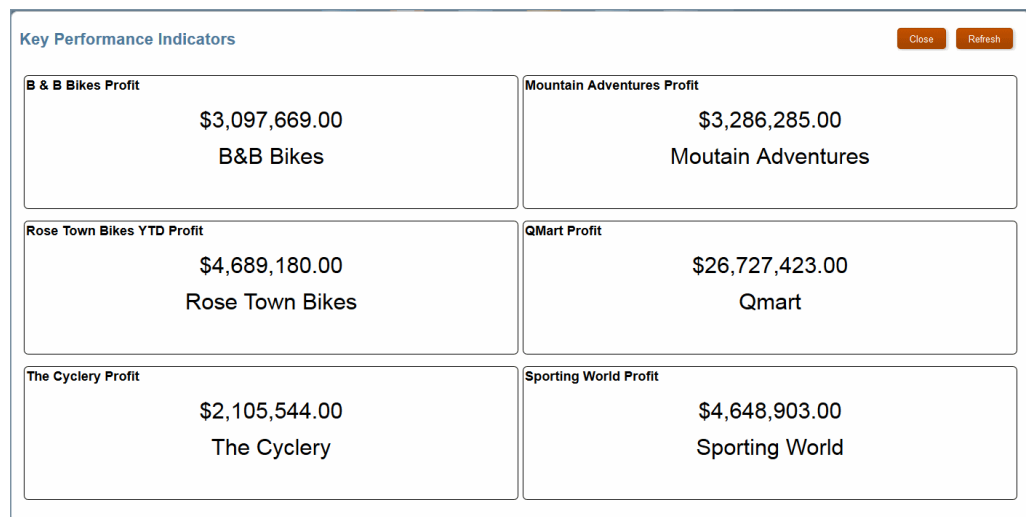 Key Performance Indicators
Close Refresh
B & B Bikes Profit
$3,097,669.00
B&B Bikes
Mountain Adventures Profit
$3,286,285.00
Moutain Adventures
Rose Town Bikes YTD Profit
$4,689,180.00
Rose Town Bikes
QMart Profit
$26,727,423.00
Qmart
The Cyclery Profit
$2,105,544.00
The Cyclery
Sporting World Profit
$4,648,903.00
Sporting World